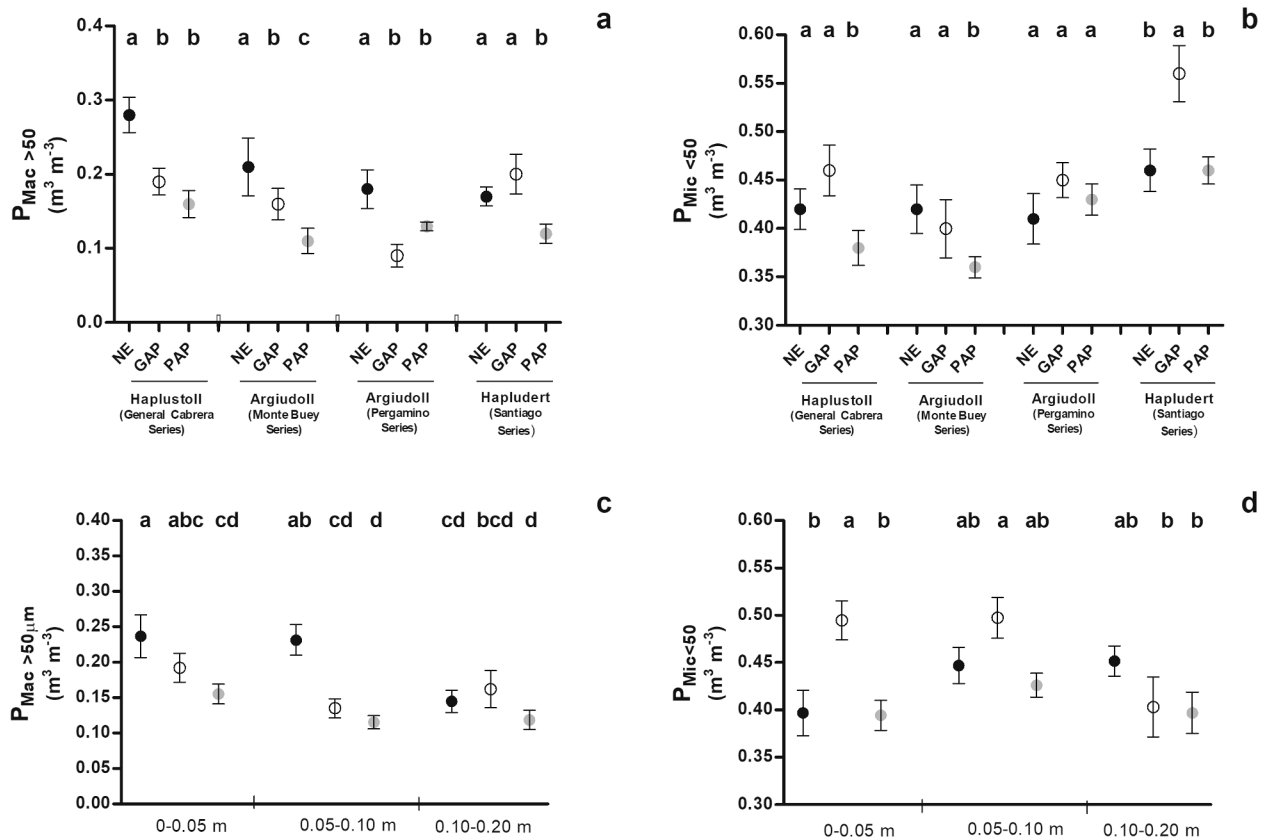 a
0.4
a b b a b c a b b a a b
0.3
0.2
0.1
0.0
P Mac >50
(m³ m⁻³)
NE GAP PAP NE GAP PAP NE GAP PAP NE GAP PAP
Haplustoll
(General Cabrera
Series)
Argiudoll
(Monte Buey
Series)
Argiudoll
(Pergamino
Series)
Hapludert
(Santiago
Series)
b
0.60
a a b a a b a a a b a b
0.55
0.50
0.45
0.40
0.35
0.30
P Mic <50
(m³ m⁻³)
NE GAP PAP NE GAP PAP NE GAP PAP NE GAP PAP
Haplustoll
(General Cabrera
Series)
Argiudoll
(Monte Buey
Series)
Argiudoll
(Pergamino
Series)
Hapludert
(Santiago
Series)
c
0.40
a abc cd ab cd d cd bcd d
0.35
0.30
0.25
0.20
0.15
0.10
0.05
0.00
P Mac >50μm
(m³ m⁻³)
0-0.05 m 0.05-0.10 m 0.10-0.20 m
d
0.60
b a b ab a ab ab b b
0.55
0.50
0.45
0.40
0.40
0.30
P Mic<50
(m³ m⁻³)
0-0.05 m 0.05-0.10 m 0.10-0.20 m